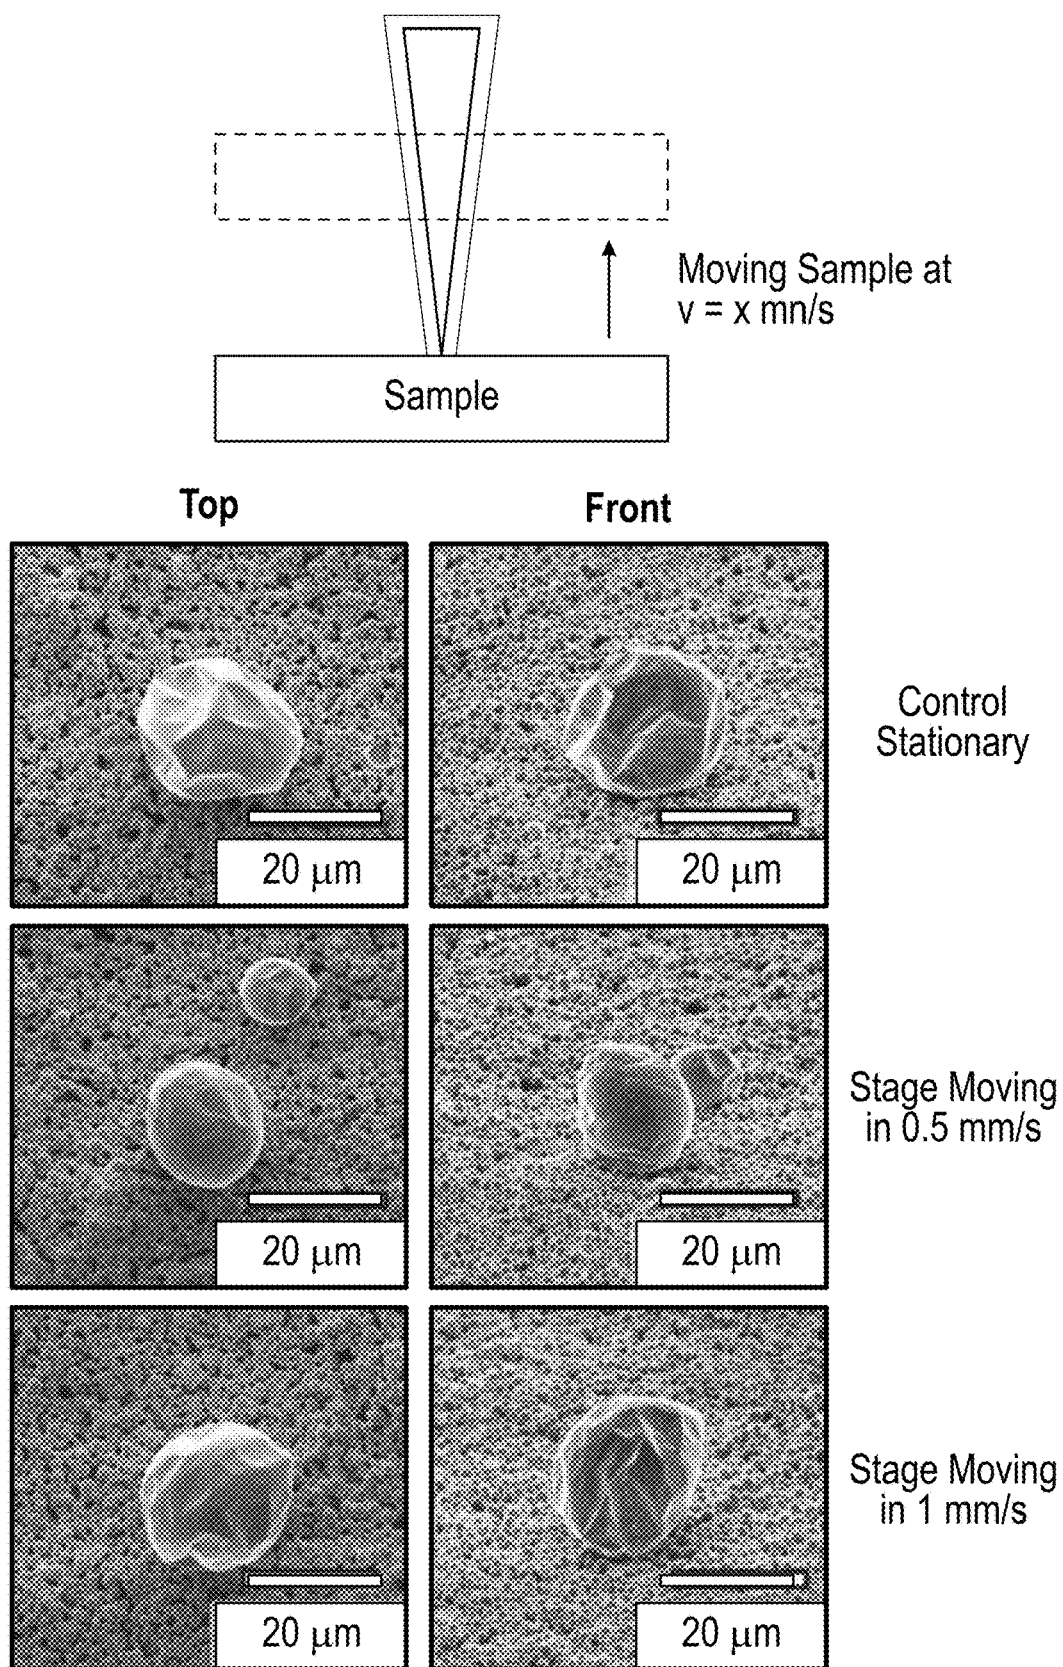 Moving Sample at
v = x mn/s
Sample
Top
Front
Control
Stationary
20 μm
20 μm
Stage Moving
in 0.5 mm/s
20 μm
20 μm
Stage Moving
in 1 mm/s
20 μm
20 μm